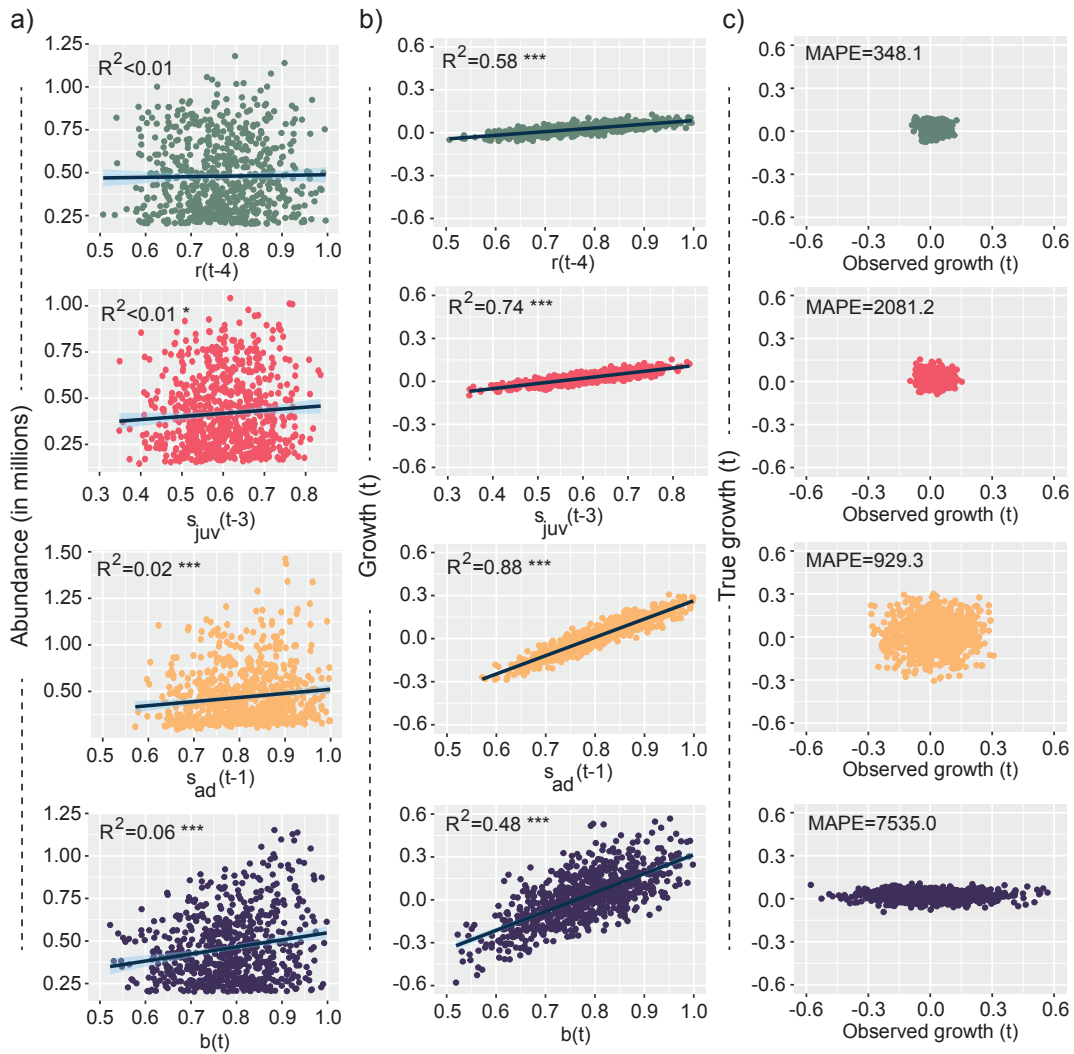 a)
Abundance (in millions)
R²<0.01
1.25
1.00
0.75
0.50
0.25
0.5 0.6 0.7 0.8 0.9 1.0
r(t-4)
R²<0.01 *
1.00
0.75
0.50
0.25
0.3 0.4 0.5 0.6 0.7 0.8
s_juv(t-3)
R²=0.02 ***
1.50
1.25
1.00
0.75
0.50
0.5 0.6 0.7 0.8 0.9 1.0
s_ad(t-1)
R²=0.06 ***
1.25
1.00
0.75
0.50
0.25
0.5 0.6 0.7 0.8 0.9 1.0
b(t)
b)
Growth (t)
R²=0.58 ***
0.6
0.3
0.0
-0.3
-0.6
0.5 0.6 0.7 0.8 0.9 1.0
r(t-4)
R²=0.74 ***
0.6
0.3
0.0
-0.3
-0.6
0.3 0.4 0.5 0.6 0.7 0.8
s_juv(t-3)
R²=0.88 ***
0.6
0.3
0.0
-0.3
-0.6
0.5 0.6 0.7 0.8 0.9 1.0
s_ad(t-1)
R²=0.48 ***
0.6
0.3
0.0
-0.3
-0.6
0.5 0.6 0.7 0.8 0.9 1.0
b(t)
c)
True growth (t)
MAPE=348.1
0.6
0.3
0.0
-0.3
-0.6
-0.6 -0.3 0.0 0.3 0.6
Observed growth (t)
MAPE=2081.2
0.6
0.3
0.0
-0.3
-0.6
-0.6 -0.3 0.0 0.3 0.6
Observed growth (t)
MAPE=929.3
0.6
0.3
0.0
-0.3
-0.6
-0.6 -0.3 0.0 0.3 0.6
Observed growth (t)
MAPE=7535.0
0.6
0.3
0.0
-0.3
-0.6
-0.6 -0.3 0.0 0.3 0.6
Observed growth (t)